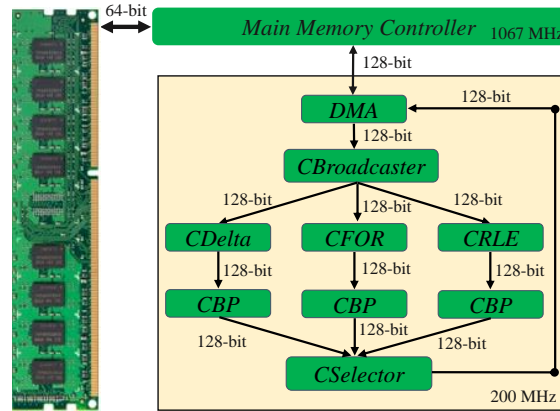 64-bit
Main Memory Controller
1067 MHz
128-bit
DMA
128-bit
128-bit
CBroadcaster
128-bit
128-bit
128-bit
CDelta
CFOR
CRLE
128-bit
128-bit
128-bit
CBP
CBP
CBP
128-bit
128-bit
128-bit
CSelector
200 MHz